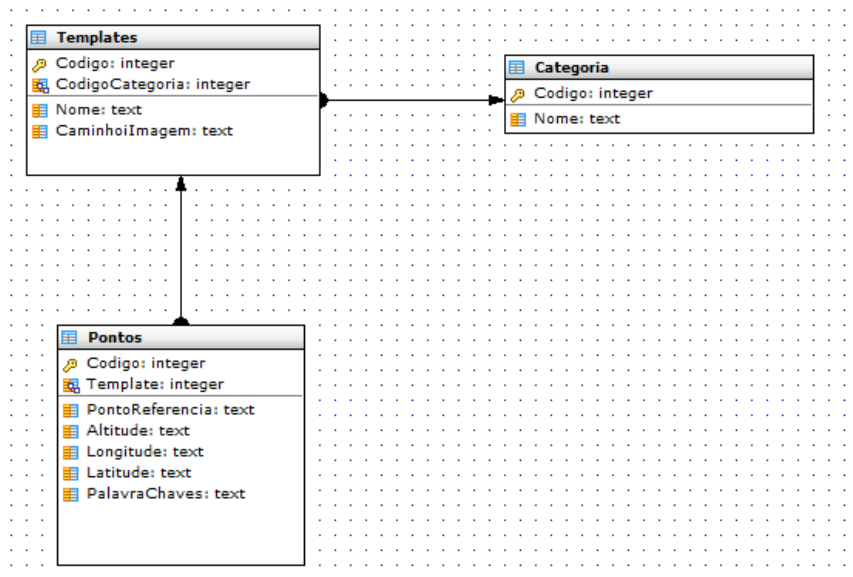 Templates
Codigo: integer
CodigoCategoria: integer
Nome: text
CaminhoiImagem: text
Categoria
Codigo: integer
Nome: text
Pontos
Codigo: integer
Template: integer
PontoReferencia: text
Altitude: text
Longitude: text
Latitude: text
PalavraChaves: text